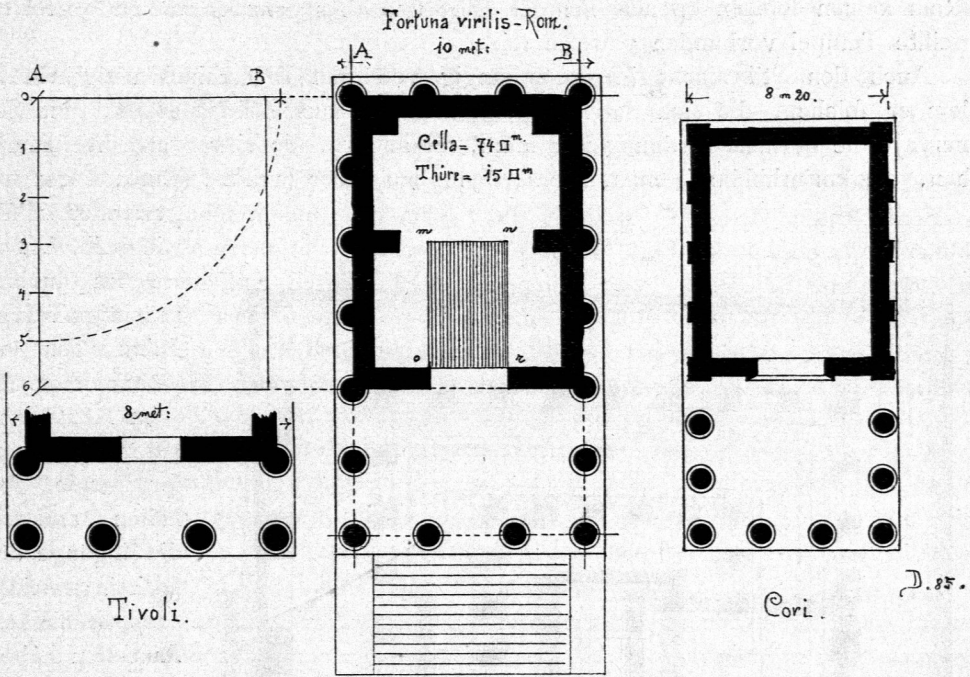 Fortuna virilis-Rom.
10 met:
A B
A B
8 m 20.
0
2
3
4
5
6
Cella = 74 □ᵐ
Thüre = 15 □ᵐ
m n
o r
8 met:
Tivoli.
Cori.
D. 85.